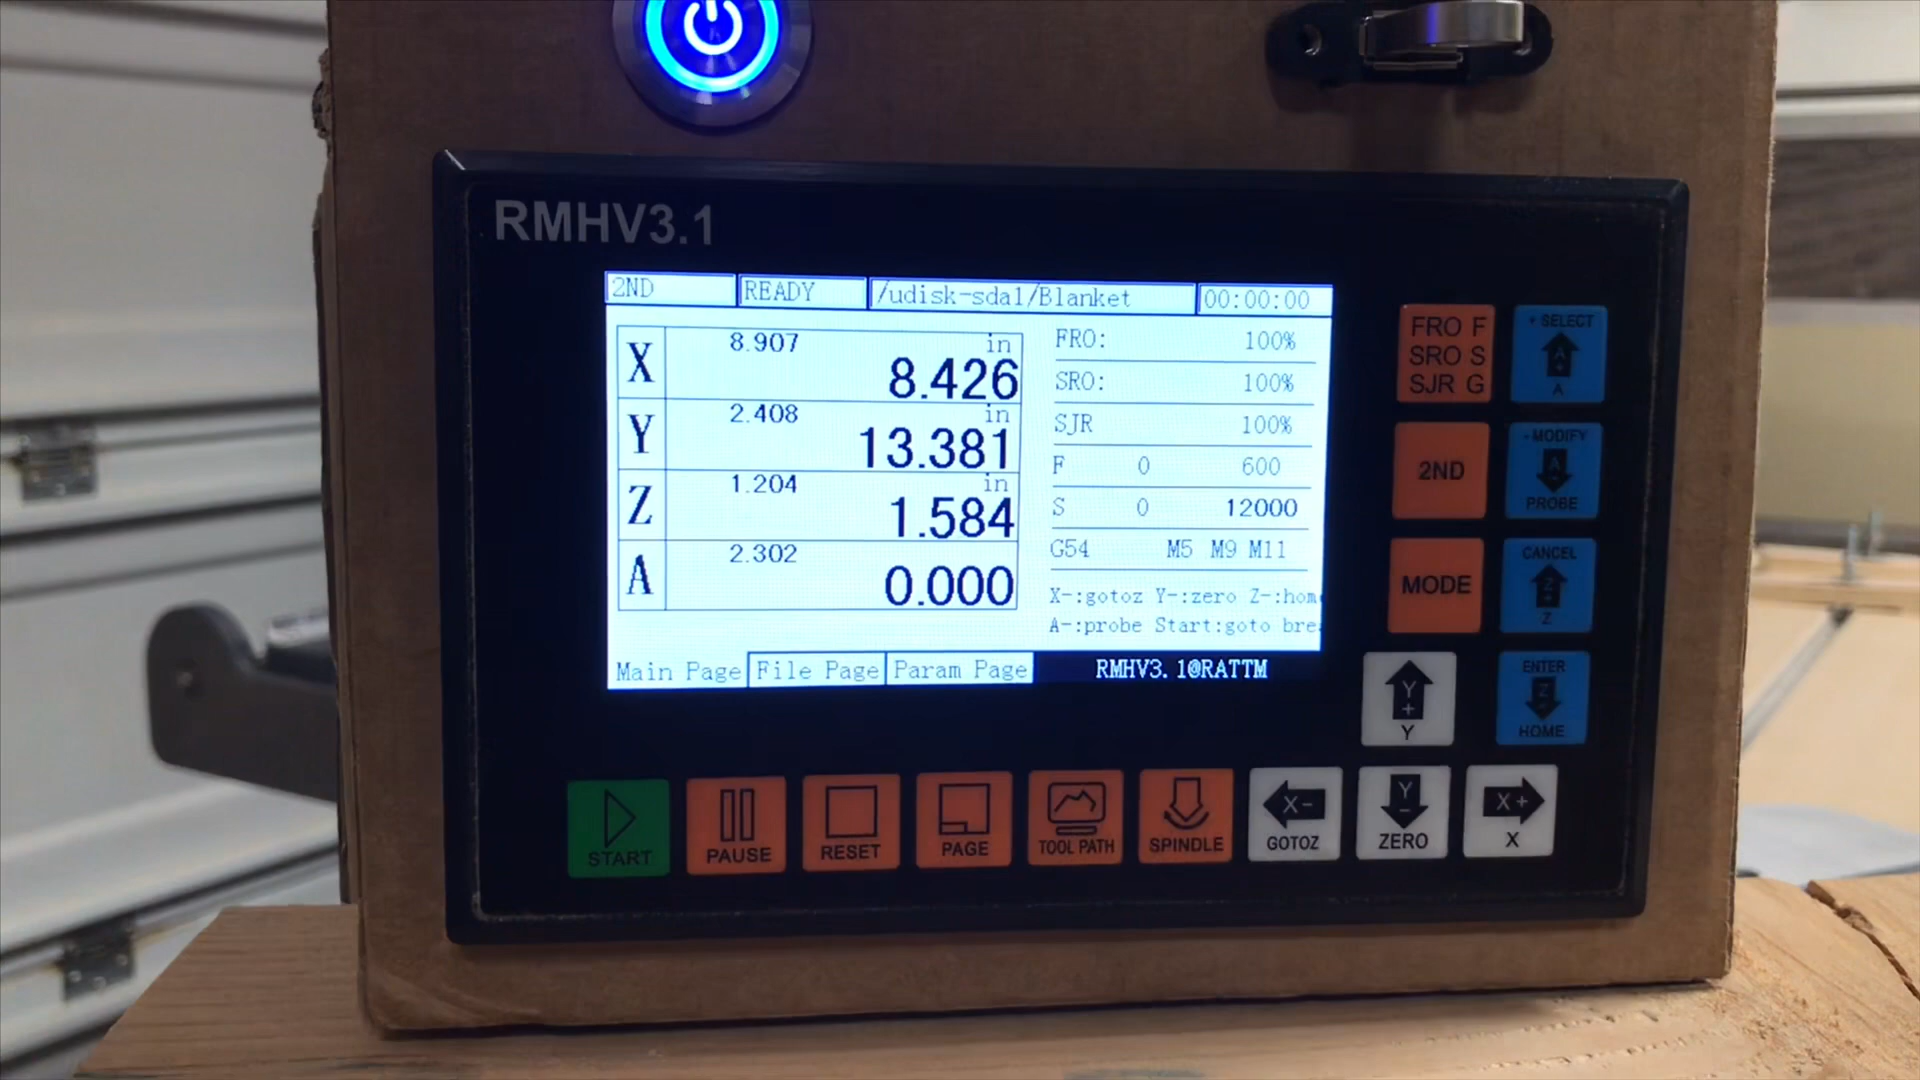 RMHV3.1
2ND READY /udisk-sda1/Blanket 00:00:00
X 8.907 in 8.426
Y 2.408 in 13.381
Z 1.204 in 1.584
A 2.302 0.000
FRO: 100%
SRO: 100%
SJR 100%
F 0 600
S 0 12000
G54 M5 M9 M11
X-:gotoz Y-:zero Z-:hom
A-:probe Start:goto bre
Main Page File Page Param Page RMHV3.1@RATTM
FRO F
SRO S
SJR G
+ SELECT
A+
A
2ND
- MODIFY
A-
PROBE
MODE
CANCEL
Z+
Z
Y+
Y
ENTER
Z-
HOME
START
PAUSE
RESET
PAGE
TOOL PATH
SPINDLE
X-
GOTOZ
Y-
ZERO
X+
X